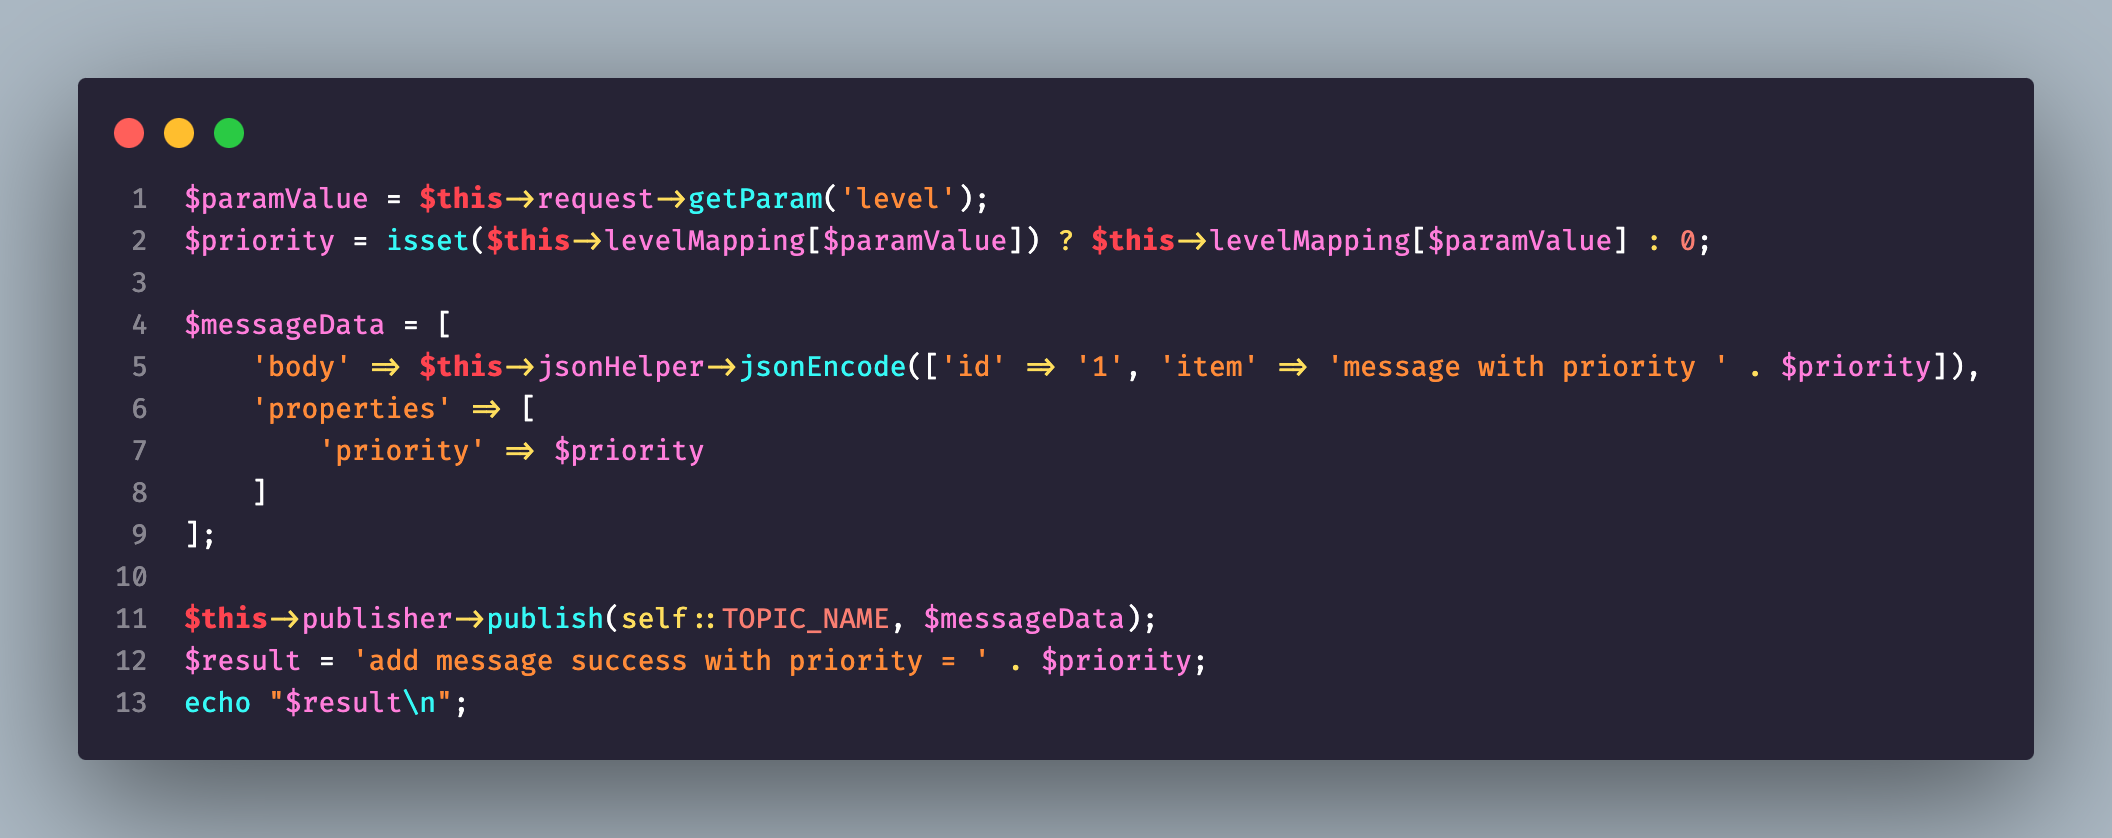 1 $paramValue = $this->request->getParam('level');
2 $priority = isset($this->levelMapping[$paramValue]) ? $this->levelMapping[$paramValue] : 0;
3
4 $messageData = [
5     'body' => $this->jsonHelper->jsonEncode(['id' => '1', 'item' => 'message with priority ' . $priority]),
6     'properties' => [
7         'priority' => $priority
8     ]
9 ];
10
11 $this->publisher->publish(self::TOPIC_NAME, $messageData);
12 $result = 'add message success with priority = ' . $priority;
13 echo "$result\n";